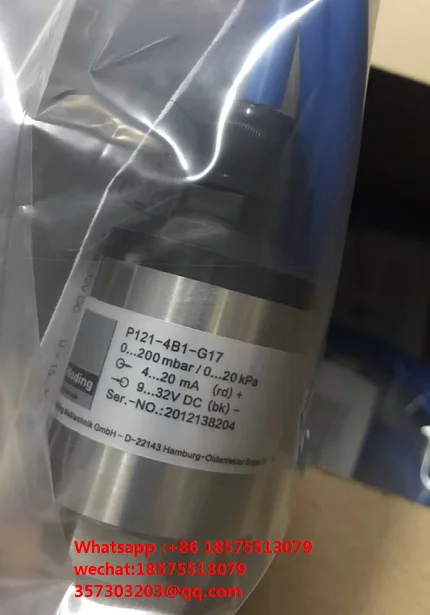 P121-4B1-G17
0...200 mbar / 0...20 kPa
4...20 mA (rd) +
9...32V DC (bk) -
Ser.-NO.: 2012138204
Meßtechnik GmbH - D-22143 Hamburg-
Whatsapp :+86 18575513079
wechat:18575513079
357303203@qq.com